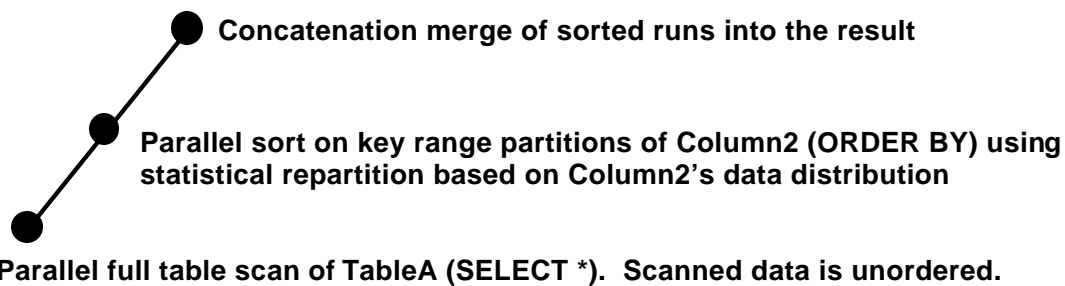 Concatenation merge of sorted runs into the result
Parallel sort on key range partitions of Column2 (ORDER BY) using
statistical repartition based on Column2’s data distribution
Parallel full table scan of TableA (SELECT *).  Scanned data is unordered.